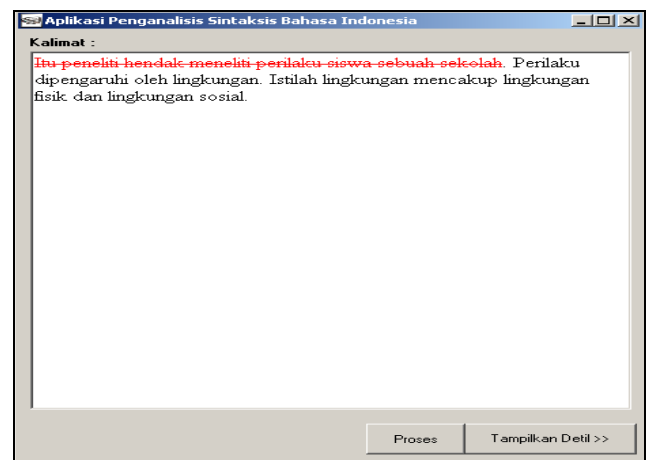 Aplikasi Penganalisis Sintaksis Bahasa Indonesia
Kalimat :
Itu peneliti hendak meneliti perilaku siswa sebuah sekolah. Perilaku
dipengaruhi oleh lingkungan. Istilah lingkungan mencakup lingkungan
fisik dan lingkungan sosial.
Proses
Tampilkan Detil >>